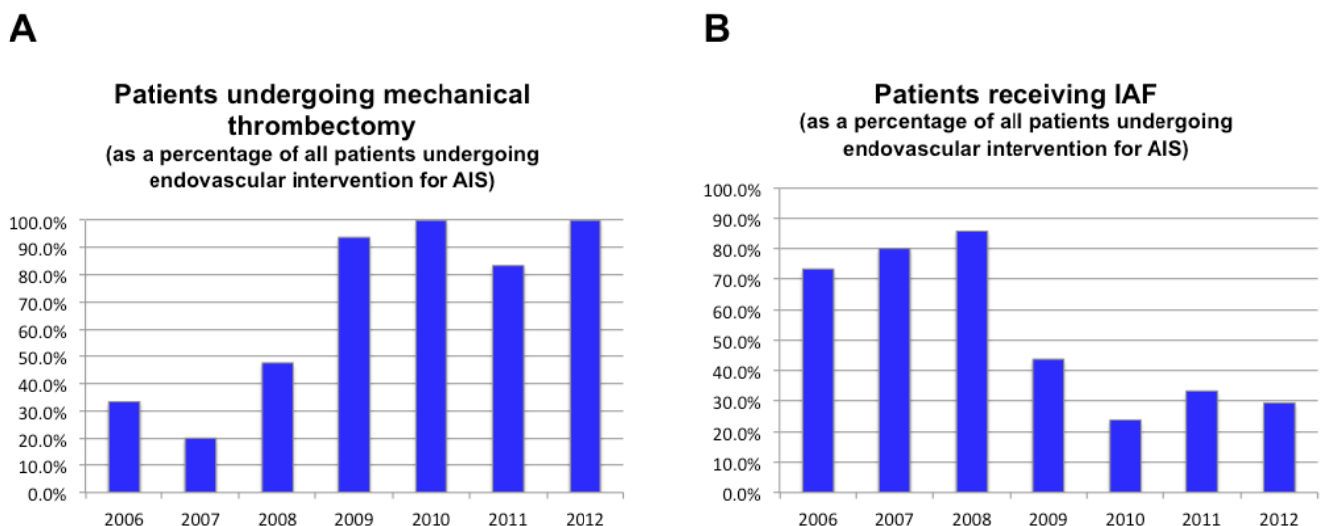 A
Patients undergoing mechanical
thrombectomy
(as a percentage of all patients undergoing
endovascular intervention for AIS)
100.0%
90.0%
80.0%
70.0%
60.0%
50.0%
40.0%
30.0%
20.0%
10.0%
0.0%
2006 2007 2008 2009 2010 2011 2012
B
Patients receiving IAF
(as a percentage of all patients undergoing
endovascular intervention for AIS)
100.0%
90.0%
80.0%
70.0%
60.0%
50.0%
40.0%
30.0%
20.0%
10.0%
0.0%
2006 2007 2008 2009 2010 2011 2012